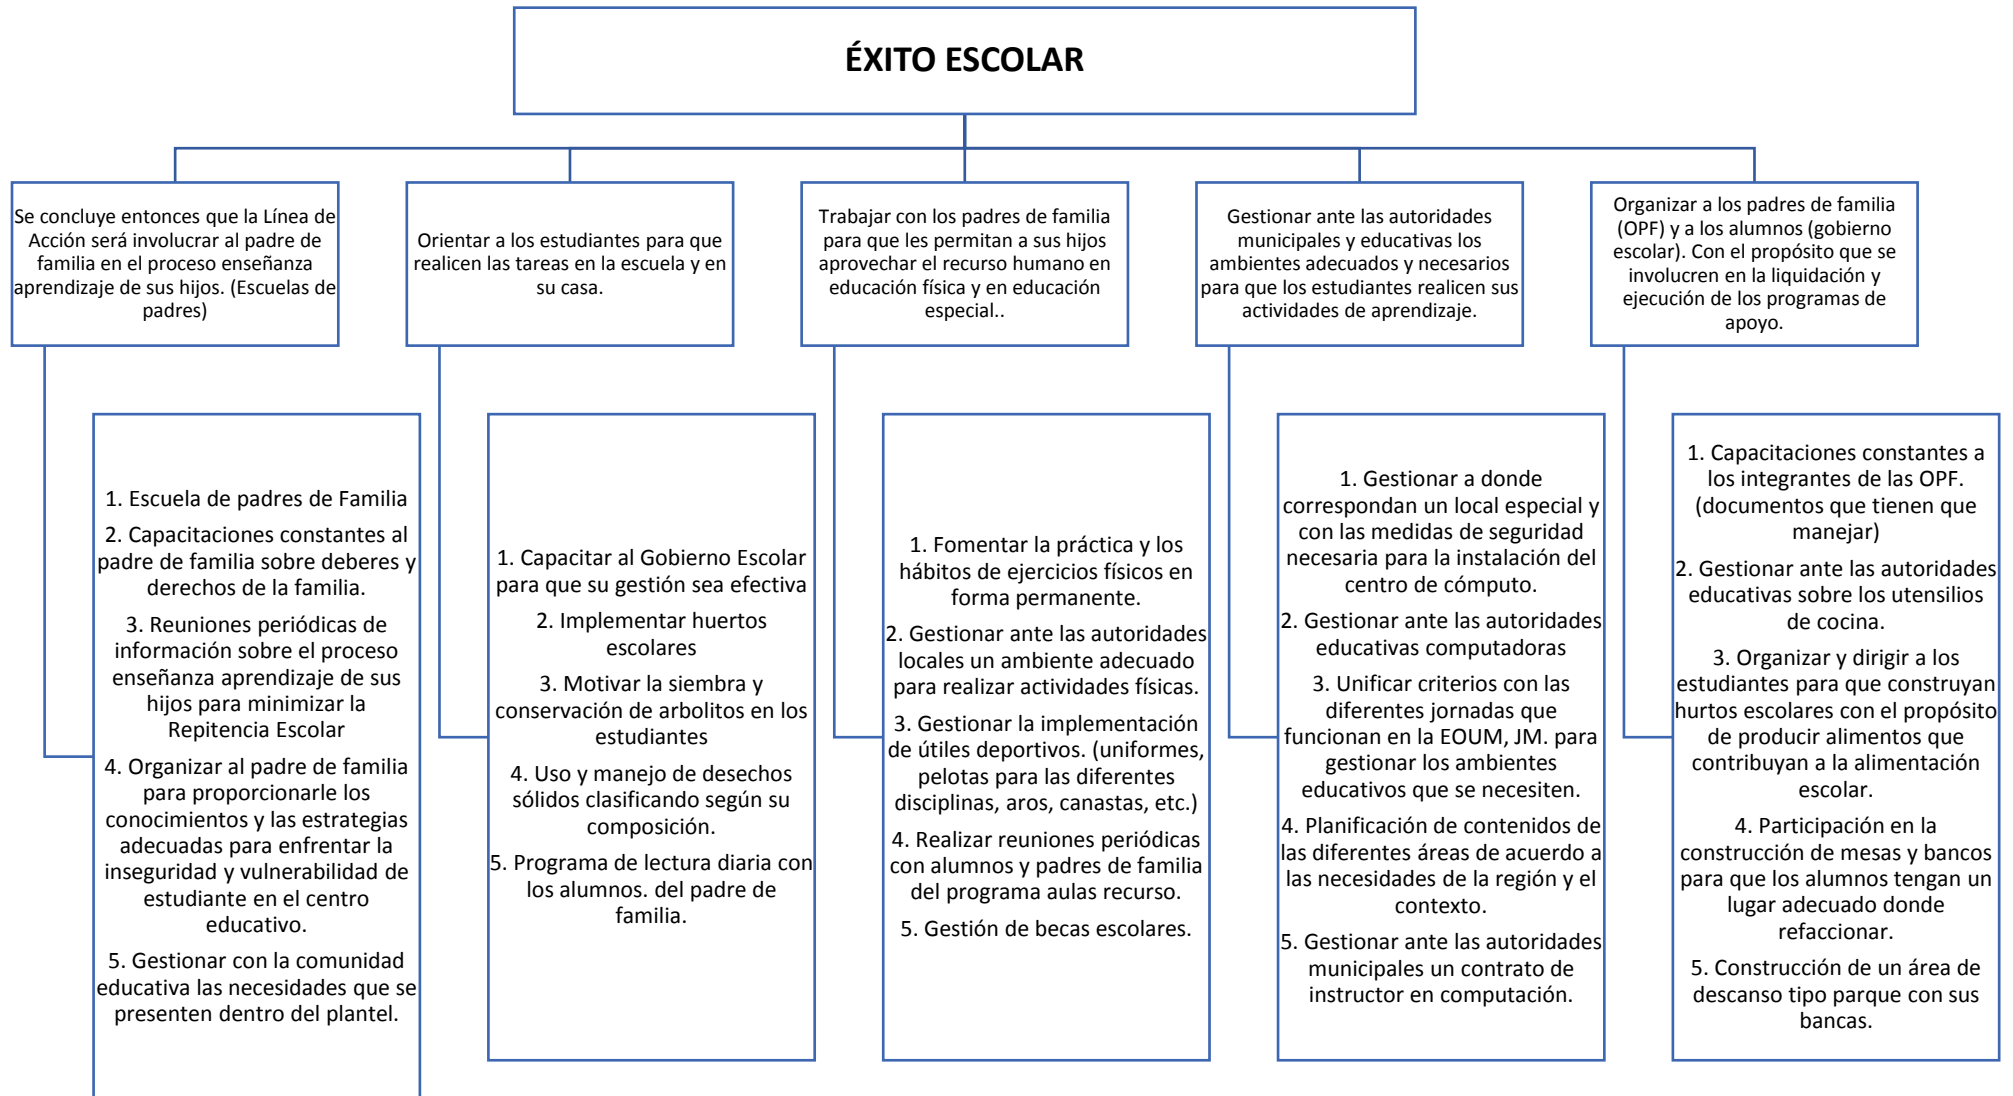 ÉXITO ESCOLAR
Se concluye entonces que la Línea de
Acción será involucrar al padre de
familia en el proceso enseñanza
aprendizaje de sus hijos. (Escuelas de
padres)
Orientar a los estudiantes para que
realicen las tareas en la escuela y en
su casa.
Trabajar con los padres de familia
para que les permitan a sus hijos
aprovechar el recurso humano en
educación física y en educación
especial..
Gestionar ante las autoridades
municipales y educativas los
ambientes adecuados y necesarios
para que los estudiantes realicen sus
actividades de aprendizaje.
Organizar a los padres de familia
(OPF) y a los alumnos (gobierno
escolar). Con el propósito que se
involucren en la liquidación y
ejecución de los programas de
apoyo.
1. Escuela de padres de Familia
2. Capacitaciones constantes al
padre de familia sobre deberes y
derechos de la familia.
3. Reuniones periódicas de
información sobre el proceso
enseñanza aprendizaje de sus
hijos para minimizar la
Repitencia Escolar
4. Organizar al padre de familia
para proporcionarle los
conocimientos y las estrategias
adecuadas para enfrentar la
inseguridad y vulnerabilidad de
estudiante en el centro
educativo.
5. Gestionar con la comunidad
educativa las necesidades que se
presenten dentro del plantel.
1. Capacitar al Gobierno Escolar
para que su gestión sea efectiva
2. Implementar huertos
escolares
3. Motivar la siembra y
conservación de arbolitos en los
estudiantes
4. Uso y manejo de desechos
sólidos clasificando según su
composición.
5. Programa de lectura diaria con
los alumnos. del padre de
familia.
1. Fomentar la práctica y los
hábitos de ejercicios físicos en
forma permanente.
2. Gestionar ante las autoridades
locales un ambiente adecuado
para realizar actividades físicas.
3. Gestionar la implementación
de útiles deportivos. (uniformes,
pelotas para las diferentes
disciplinas, aros, canastas, etc.)
4. Realizar reuniones periódicas
con alumnos y padres de familia
del programa aulas recurso.
5. Gestión de becas escolares.
1. Gestionar a donde
correspondan un local especial y
con las medidas de seguridad
necesaria para la instalación del
centro de cómputo.
2. Gestionar ante las autoridades
educativas computadoras
3. Unificar criterios con las
diferentes jornadas que
funcionan en la EOUM, JM. para
gestionar los ambientes
educativos que se necesiten.
4. Planificación de contenidos de
las diferentes áreas de acuerdo a
las necesidades de la región y el
contexto.
5. Gestionar ante las autoridades
municipales un contrato de
instructor en computación.
1. Capacitaciones constantes a
los integrantes de las OPF.
(documentos que tienen que
manejar)
2. Gestionar ante las autoridades
educativas sobre los utensilios
de cocina.
3. Organizar y dirigir a los
estudiantes para que construyan
hurtos escolares con el propósito
de producir alimentos que
contribuyan a la alimentación
escolar.
4. Participación en la
construcción de mesas y bancos
para que los alumnos tengan un
lugar adecuado donde
refaccionar.
5. Construcción de un área de
descanso tipo parque con sus
bancas.